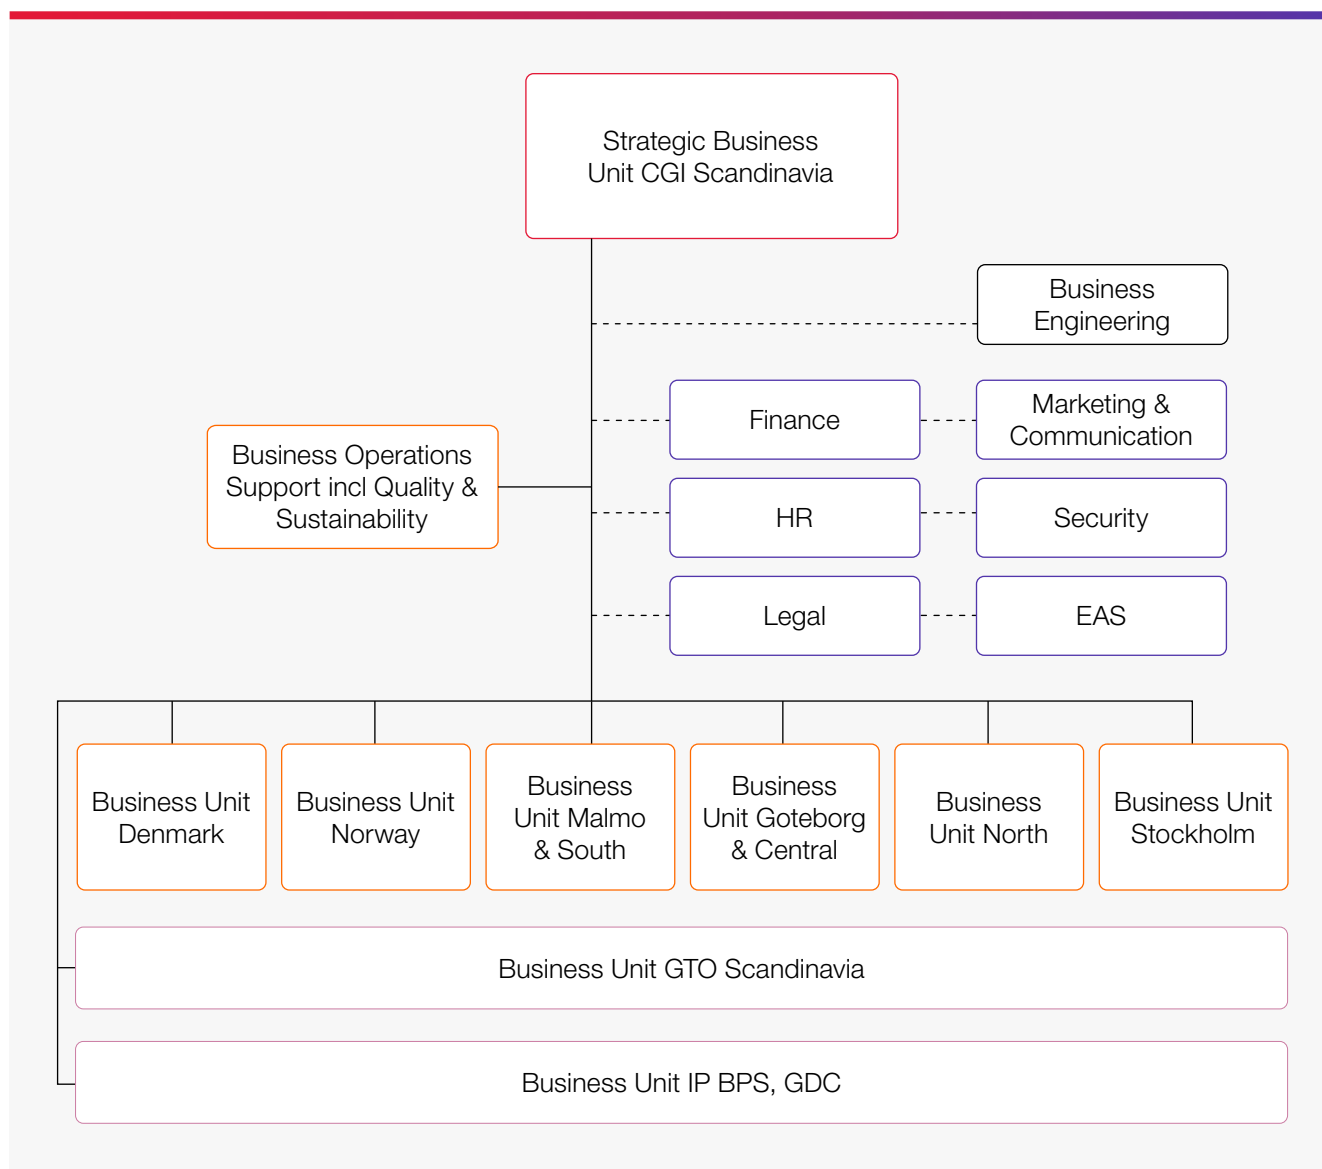 Strategic Business
Unit CGI Scandinavia
Business
Engineering
Finance
Marketing &
Communication
Business Operations
Support incl Quality &
Sustainability
HR
Security
Legal
EAS
Business Unit
Denmark
Business Unit
Norway
Business
Unit Malmo
& South
Business
Unit Goteborg
& Central
Business
Unit North
Business Unit
Stockholm
Business Unit GTO Scandinavia
Business Unit IP BPS, GDC